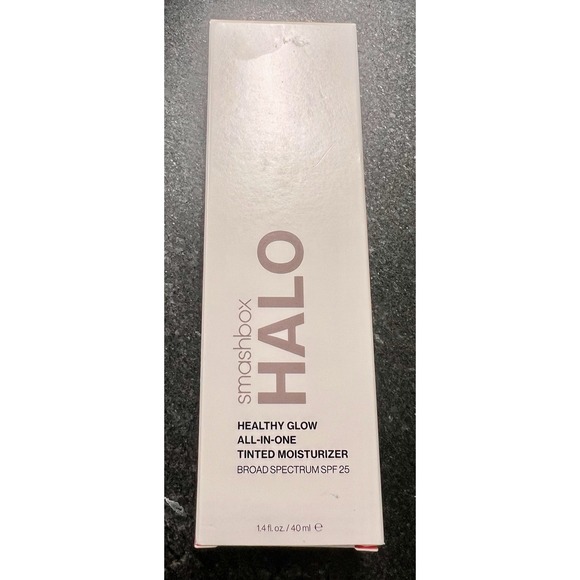 smashbox
HALO
HEALTHY GLOW
ALL-IN-ONE
TINTED MOISTURIZER
BROAD SPECTRUM SPF 25
1.4 fl. oz. / 40 ml ℮